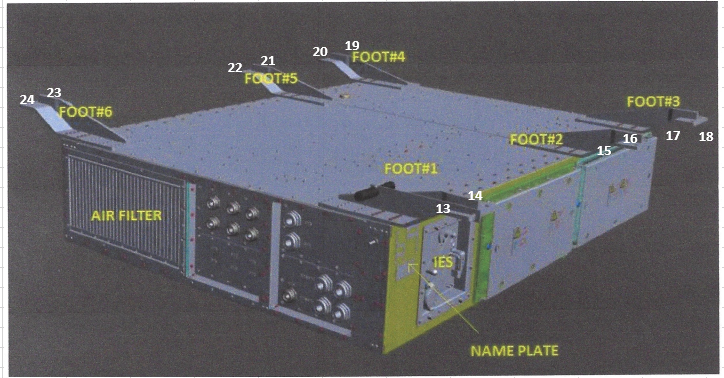 20 19
FOOT#4
22 21
FOOT#5
24 23
FOOT#6
FOOT#3
17 18
FOOT#2
15 16
FOOT#1
13 14
AIR FILTER
IES
NAME PLATE